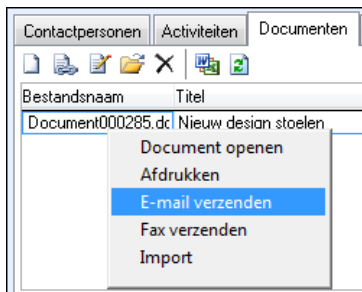 Contactpersonen Activiteiten Documenten
Bestandsnaam Titel
Document000285.dc Nieuw design stoelen
Document openen
Afdrukken
E-mail verzenden
Fax verzenden
Import